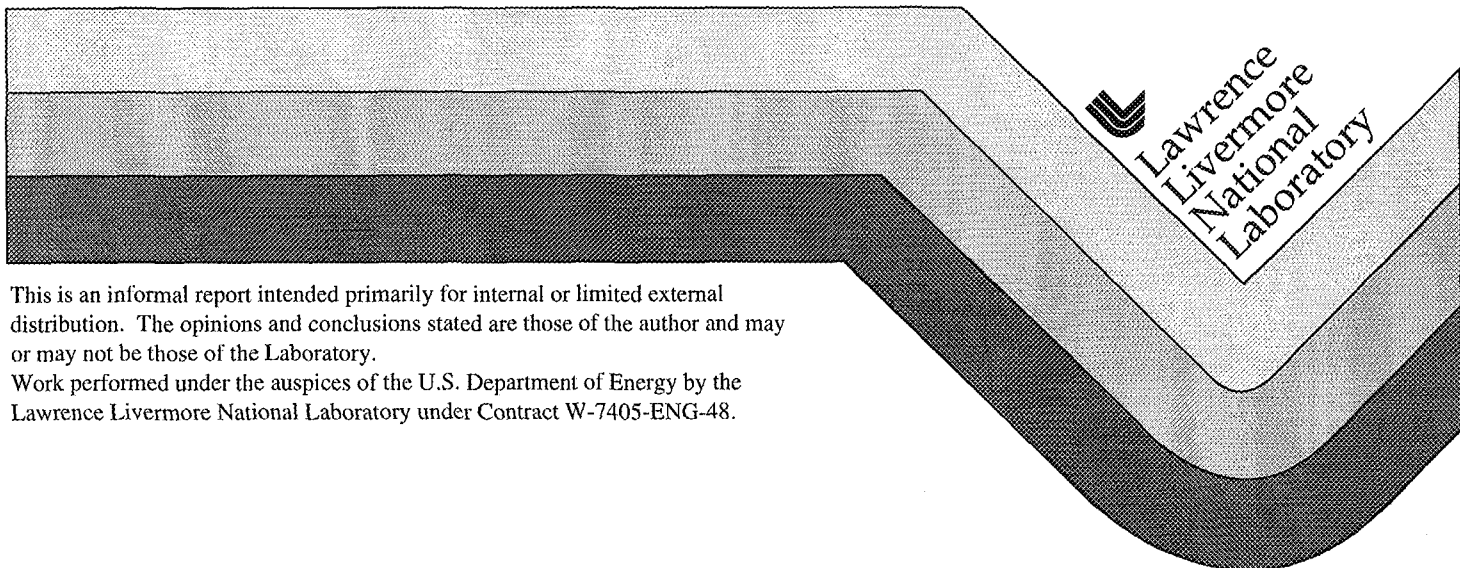 Lawrence
Livermore
National
Laboratory
This is an informal report intended primarily for internal or limited external
distribution. The opinions and conclusions stated are those of the author and may
or may not be those of the Laboratory.
Work performed under the auspices of the U.S. Department of Energy by the
Lawrence Livermore National Laboratory under Contract W-7405-ENG-48.